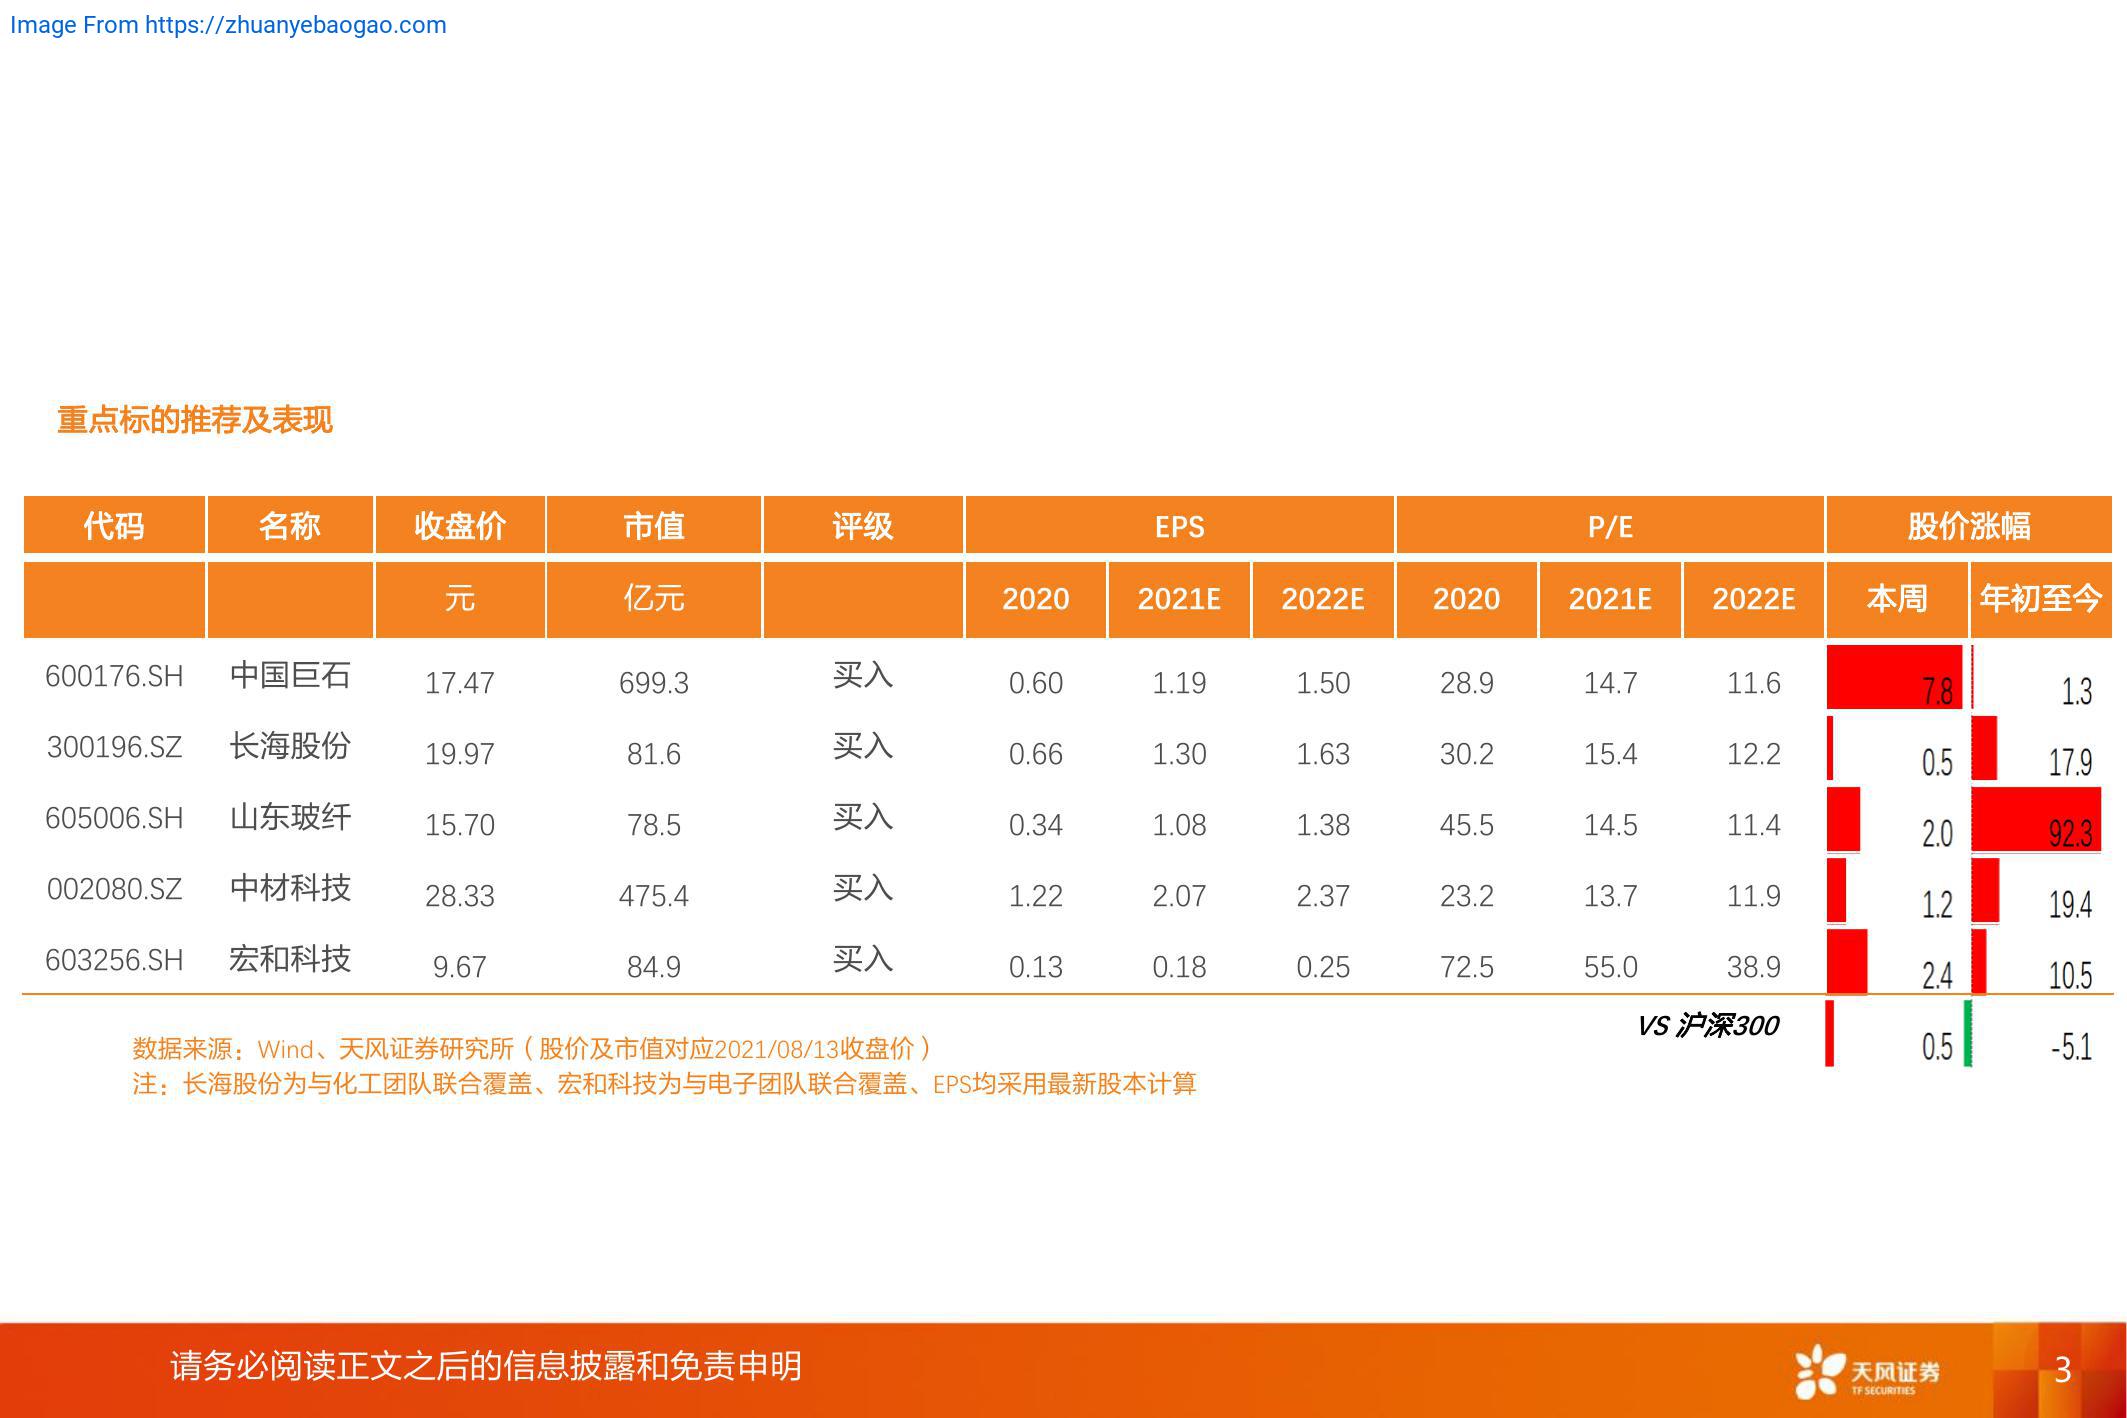 Image From https://zhuanyebaogao.com
重点标的推荐及表现
代码 名称 收盘价 市值 评级 EPS P/E 股价涨幅
元 亿元 2020 2021E 2022E 2020 2021E 2022E 本周 年初至今
600176.SH 中国巨石 17.47 699.3 买入 0.60 1.19 1.50 28.9 14.7 11.6 7.8 1.3
300196.SZ 长海股份 19.97 81.6 买入 0.66 1.30 1.63 30.2 15.4 12.2 0.5 17.9
605006.SH 山东玻纤 15.70 78.5 买入 0.34 1.08 1.38 45.5 14.5 11.4 2.0 92.3
002080.SZ 中材科技 28.33 475.4 买入 1.22 2.07 2.37 23.2 13.7 11.9 1.2 19.4
603256.SH 宏和科技 9.67 84.9 买入 0.13 0.18 0.25 72.5 55.0 38.9 2.4 10.5
VS 沪深300 0.5 -5.1
数据来源：Wind、天风证券研究所（股价及市值对应2021/08/13收盘价）
注：长海股份为与化工团队联合覆盖、宏和科技为与电子团队联合覆盖、EPS均采用最新股本计算
请务必阅读正文之后的信息披露和免责申明
天风证券
TF SECURITIES
3